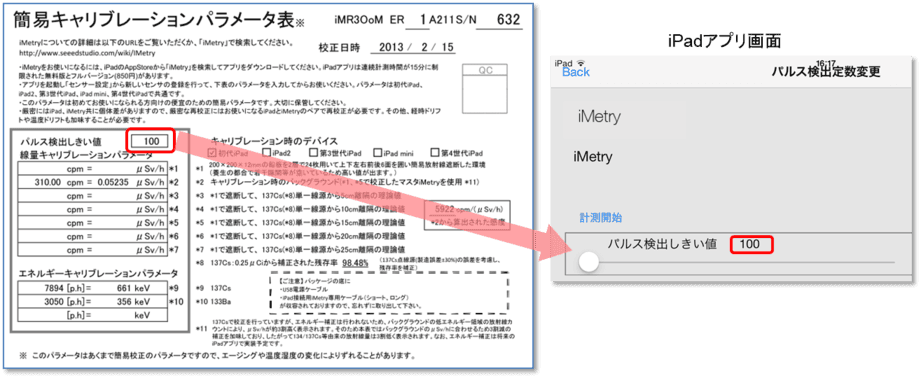 簡易キャリブレーションパラメータ表※
iMR3OoM ER 1A211S/N 632
iMetryについての詳細は以下のURLをご覧いただくか、「iMetry」で検索してください。
http://www.seeedstudio.com/wiki/IMetry
校正日時 2013 / 2 / 15
・iMetryをお使いになるには、iPadのAppStoreから「iMetry」を検索してアプリをダウンロードしてください。iPadアプリは連続計測時間が15分に制
限された無料版とフルバージョン(850円)があります。
・アプリを起動し「センサー設定」から新しいセンサの登録を行って、下表のパラメータを入力してからお使いください。パラメータは初代iPad、
iPad2、第3世代iPad、iPad mini、第4世代iPadで共通です。
・このパラメータは初めてお使いになられる方向けの便宜のための簡易パラメータです。大切に保管してください。
・厳密にはiPad、iMetry共に個体差がありますので、厳密な再校正にはお使いになるiPadとiMetryのペアで再校正が必要です。その他、経時ドリフ
トや温度ドリフトも加味することが必要です。
QC
パルス検出しきい値 100
線量キャリブレーションパラメータ
cpm = μSv/h *1
310.00 cpm = 0.05235 μSv/h *2
cpm = μSv/h *3
cpm = μSv/h *4
cpm = μSv/h *5
cpm = μSv/h *6
cpm = μSv/h *7
エネルギーキャリブレーションパラメータ
7894 [p.h]= 661 keV *9
3050 [p.h]= 356 keV *10
[p.h]= keV
キャリブレーション時のデバイス
初代iPad iPad2 第3世代iPad iPad mini 第4世代iPad
*1 200×200×12mmの鉛板を2層で24枚用いて上下左右前後6面を囲い簡易放射線遮断した環境
*2 キャリブレーション時のバックグラウンド(*1、*5で校正したマスタiMetryを使用 *11)
*3 *1で遮断して、137Cs(*8)単一線源から5cm離隔の理論値
*4 *1で遮断して、137Cs(*8)単一線源から10cm離隔の理論値
*5 *1で遮断して、137Cs(*8)単一線源から15cm離隔の理論値
*6 *1で遮断して、137Cs(*8)単一線源から20cm離隔の理論値
*7 *1で遮断して、137Cs(*8)単一線源から25cm離隔の理論値
5922 cpm/(μSv/h)
*2から算出された感度
*8 137Cs：0.25μCiから補正された残存率 98.48% (137Cs点線源(製造誤差±30%)の誤差を考慮し、
残存率を補正)
*9 137Cs
*10 133Ba
【ご注意】パッケージの底に
・USB電源ケーブル
・iPad接続用iMetry専用ケーブル(ショート、ロング)
が収容されておりますので、忘れずに取り出して下さい。
*11 137Csで校正を行っていますが、エネルギー補正は行われないため、バックグラウンドの低エネルギー領域の放射線カ
ウントにより、μSv/hが約3割高く表示されます。そのため本表ではバックグラウンドのμSv/hに合わせるため3割減の
補正を加味しており、したがって134/137Cs等由来の放射線量は3割低く表示されます。なお、エネルギー補正は将来の
iPadアプリで実装予定です。
※ このパラメータはあくまで簡易校正のパラメータですので、エージングや温度湿度の変化によりずれることがあります。
iPadアプリ画面
iPad 16:17
Back パルス検出定数変更
iMetry
iMetry
計測開始
パルス検出しきい値 100